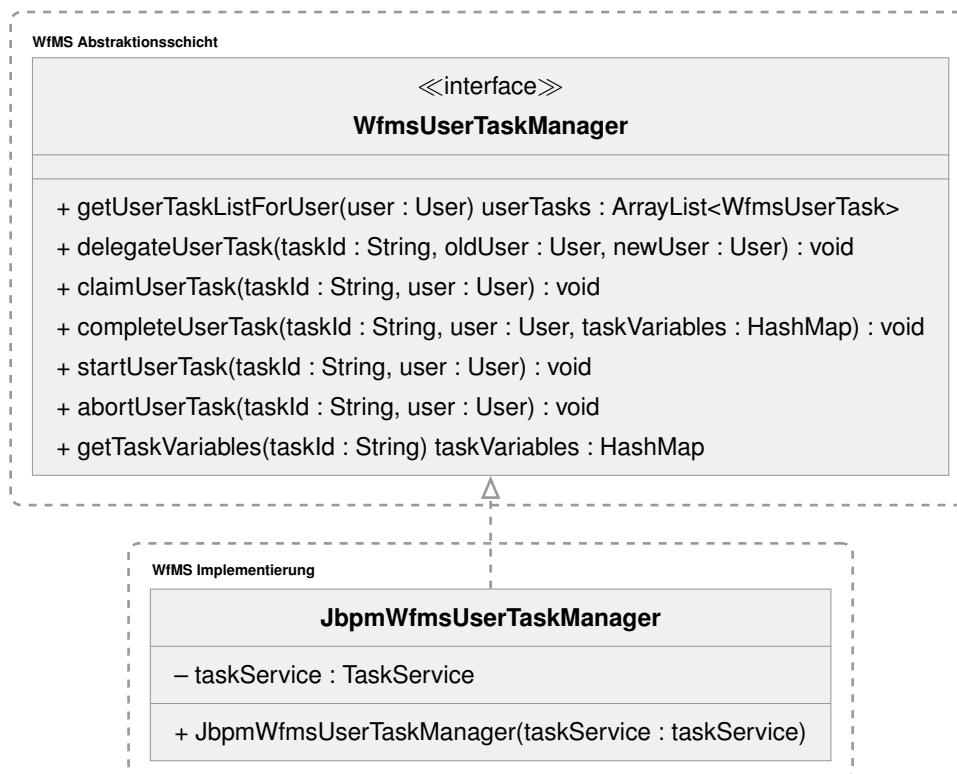 WfMS Abstraktionsschicht
≪interface≫
WfmsUserTaskManager
+ getUserTaskListForUser(user : User) userTasks : ArrayList<WfmsUserTask>
+ delegateUserTask(taskId : String, oldUser : User, newUser : User) : void
+ claimUserTask(taskId : String, user : User) : void
+ completeUserTask(taskId : String, user : User, taskVariables : HashMap) : void
+ startUserTask(taskId : String, user : User) : void
+ abortUserTask(taskId : String, user : User) : void
+ getTaskVariables(taskId : String) taskVariables : HashMap
WfMS Implementierung
JbpmWfmsUserTaskManager
– taskService : TaskService
+ JbpmWfmsUserTaskManager(taskService : taskService)